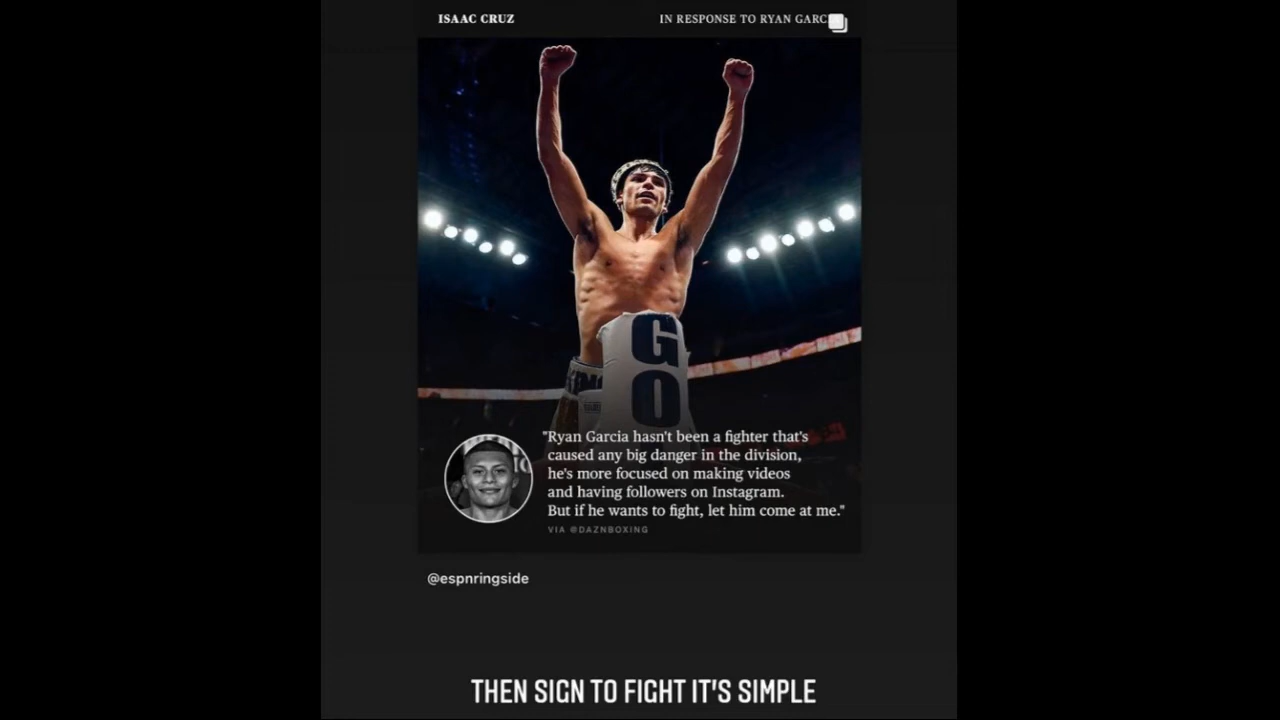 ISAAC CRUZ
IN RESPONSE TO RYAN
GO
"Ryan Garcia hasn't been a fighter that's
caused any big danger in the division,
he's more focused on making videos
and having followers on Instagram.
But if he wants to fight, let him come at me."
VIA @DAZNBOXING
@espnringside
THEN SIGN TO FIGHT IT'S SIMPLE